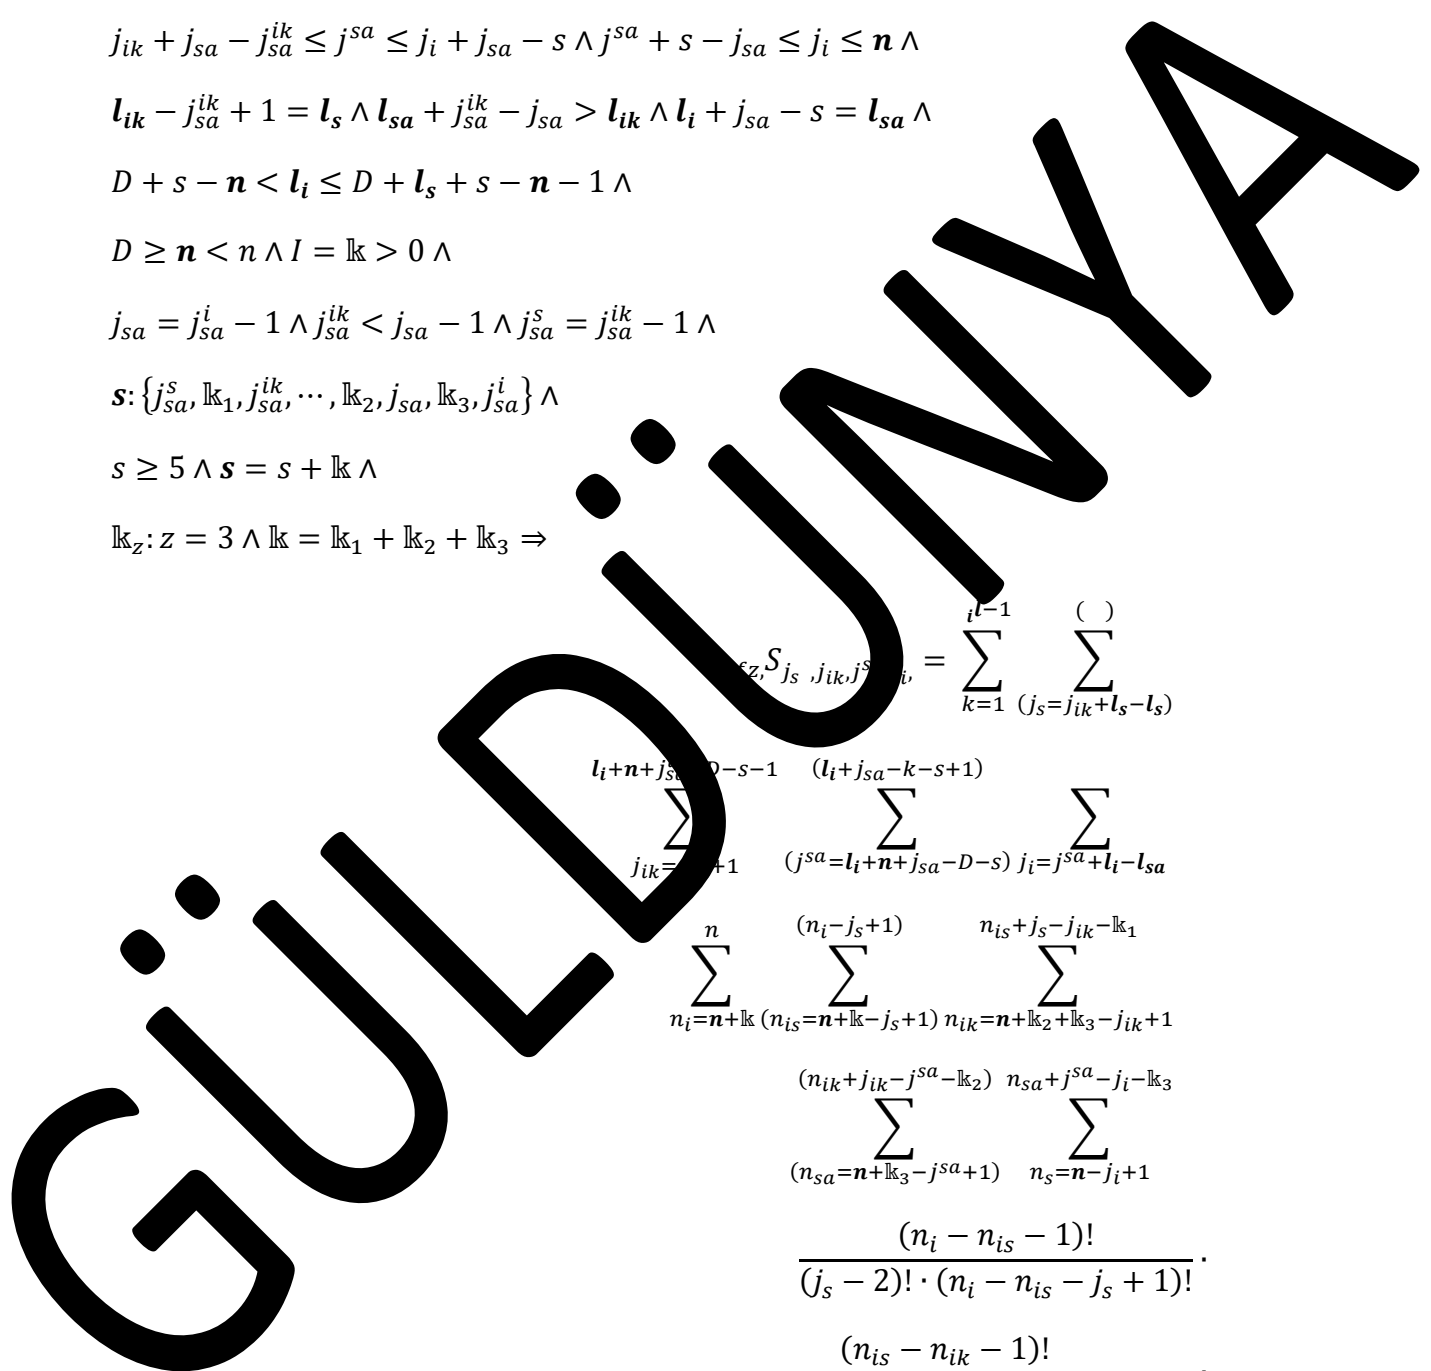 j_{ik} + j_{sa} − j_{sa}^{ik} ≤ j^{sa} ≤ j_i + j_{sa} − s ∧ j^{sa} + s − j_{sa} ≤ j_i ≤ n ∧
l_{ik} − j_{sa}^{ik} + 1 = l_s ∧ l_{sa} + j_{sa}^{ik} − j_{sa} > l_{ik} ∧ l_i + j_{sa} − s = l_{sa} ∧
D + s − n < l_i ≤ D + l_s + s − n − 1 ∧
D ≥ n < n ∧ I = 𝕜 > 0 ∧
j_{sa} = j_{sa}^i − 1 ∧ j_{sa}^{ik} < j_{sa} − 1 ∧ j_{sa}^s = j_{sa}^{ik} − 1 ∧
s: {j_{sa}^s, 𝕜_1, j_{sa}^{ik}, ⋯ , 𝕜_2, j_{sa}, 𝕜_3, j_{sa}^i} ∧
s ≥ 5 ∧ s = s + 𝕜 ∧
𝕜_z: z = 3 ∧ 𝕜 = 𝕜_1 + 𝕜_2 + 𝕜_3 ⇒
S_{j_s ,j_{ik},} = ∑_{k=1}^{_il−1} ∑_{(j_s=j_{ik}+l_s−l_s)}^{( )}
∑ ∑_{(j^{sa}=l_i+n+j_{sa}−D−s)}^{(l_i+j_{sa}−k−s+1)} ∑_{j_i=j^{sa}+l_i−l_{sa}}
∑_{n_i=n+𝕜}^{n} ∑_{(n_{is}=n+𝕜−j_s+1)}^{(n_i−j_s+1)} ∑_{n_{ik}=n+𝕜_2+𝕜_3−j_{ik}+1}^{n_{is}+j_s−j_{ik}−𝕜_1}
∑_{(n_{sa}=n+𝕜_3−j^{sa}+1)}^{(n_{ik}+j_{ik}−j^{sa}−𝕜_2)} ∑_{n_s=n−j_i+1}^{n_{sa}+j^{sa}−j_i−𝕜_3}
(n_i − n_{is} − 1)!
(j_s − 2)! · (n_i − n_{is} − j_s + 1)! ·
(n_{is} − n_{ik} − 1)!
GÜLDÜNYA